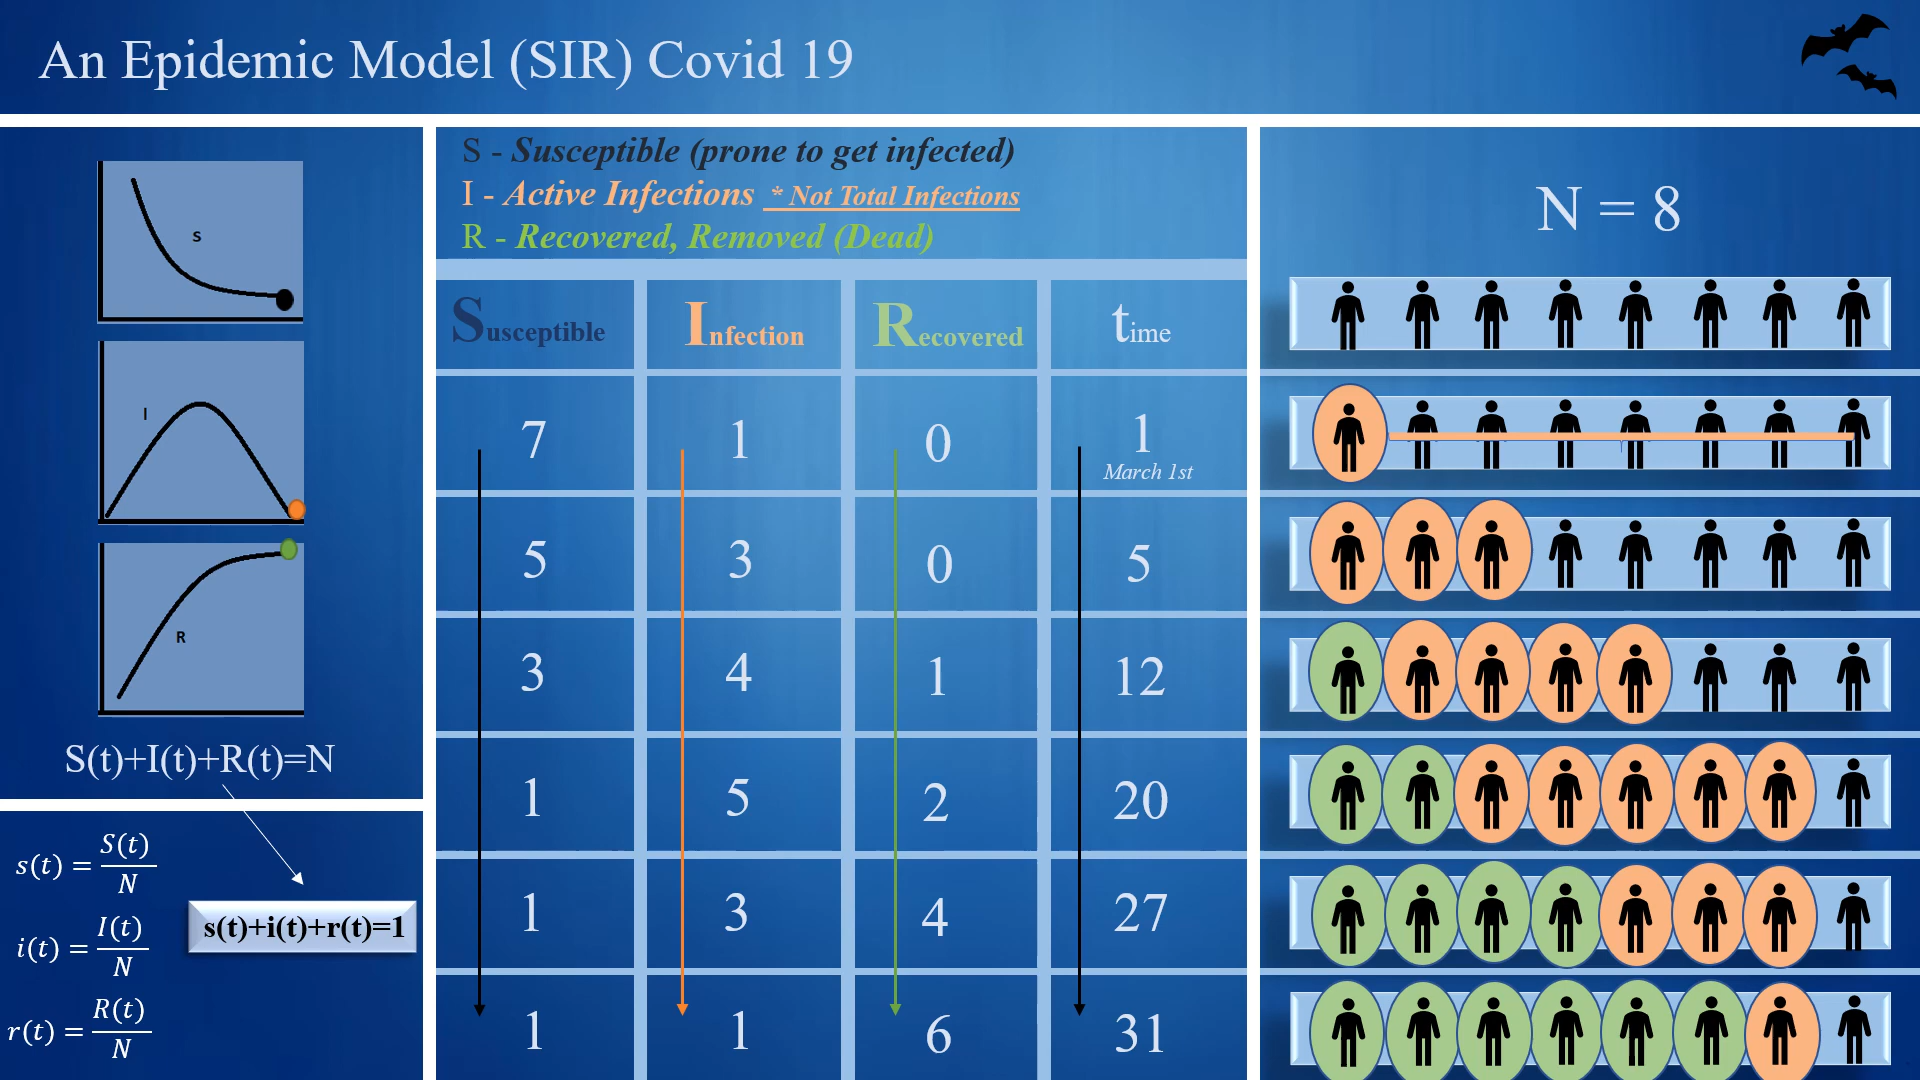 An Epidemic Model (SIR) Covid 19
S
I
R
S(t)+I(t)+R(t)=N
s(t) = S(t)/N
i(t) = I(t)/N
r(t) = R(t)/N
s(t)+i(t)+r(t)=1
S - Susceptible (prone to get infected)
I - Active Infections * Not Total Infections
R - Recovered, Removed (Dead)
Susceptible Infection Recovered time
7 1 0 1
March 1st
5 3 0 5
3 4 1 12
1 5 2 20
1 3 4 27
1 1 6 31
N = 8